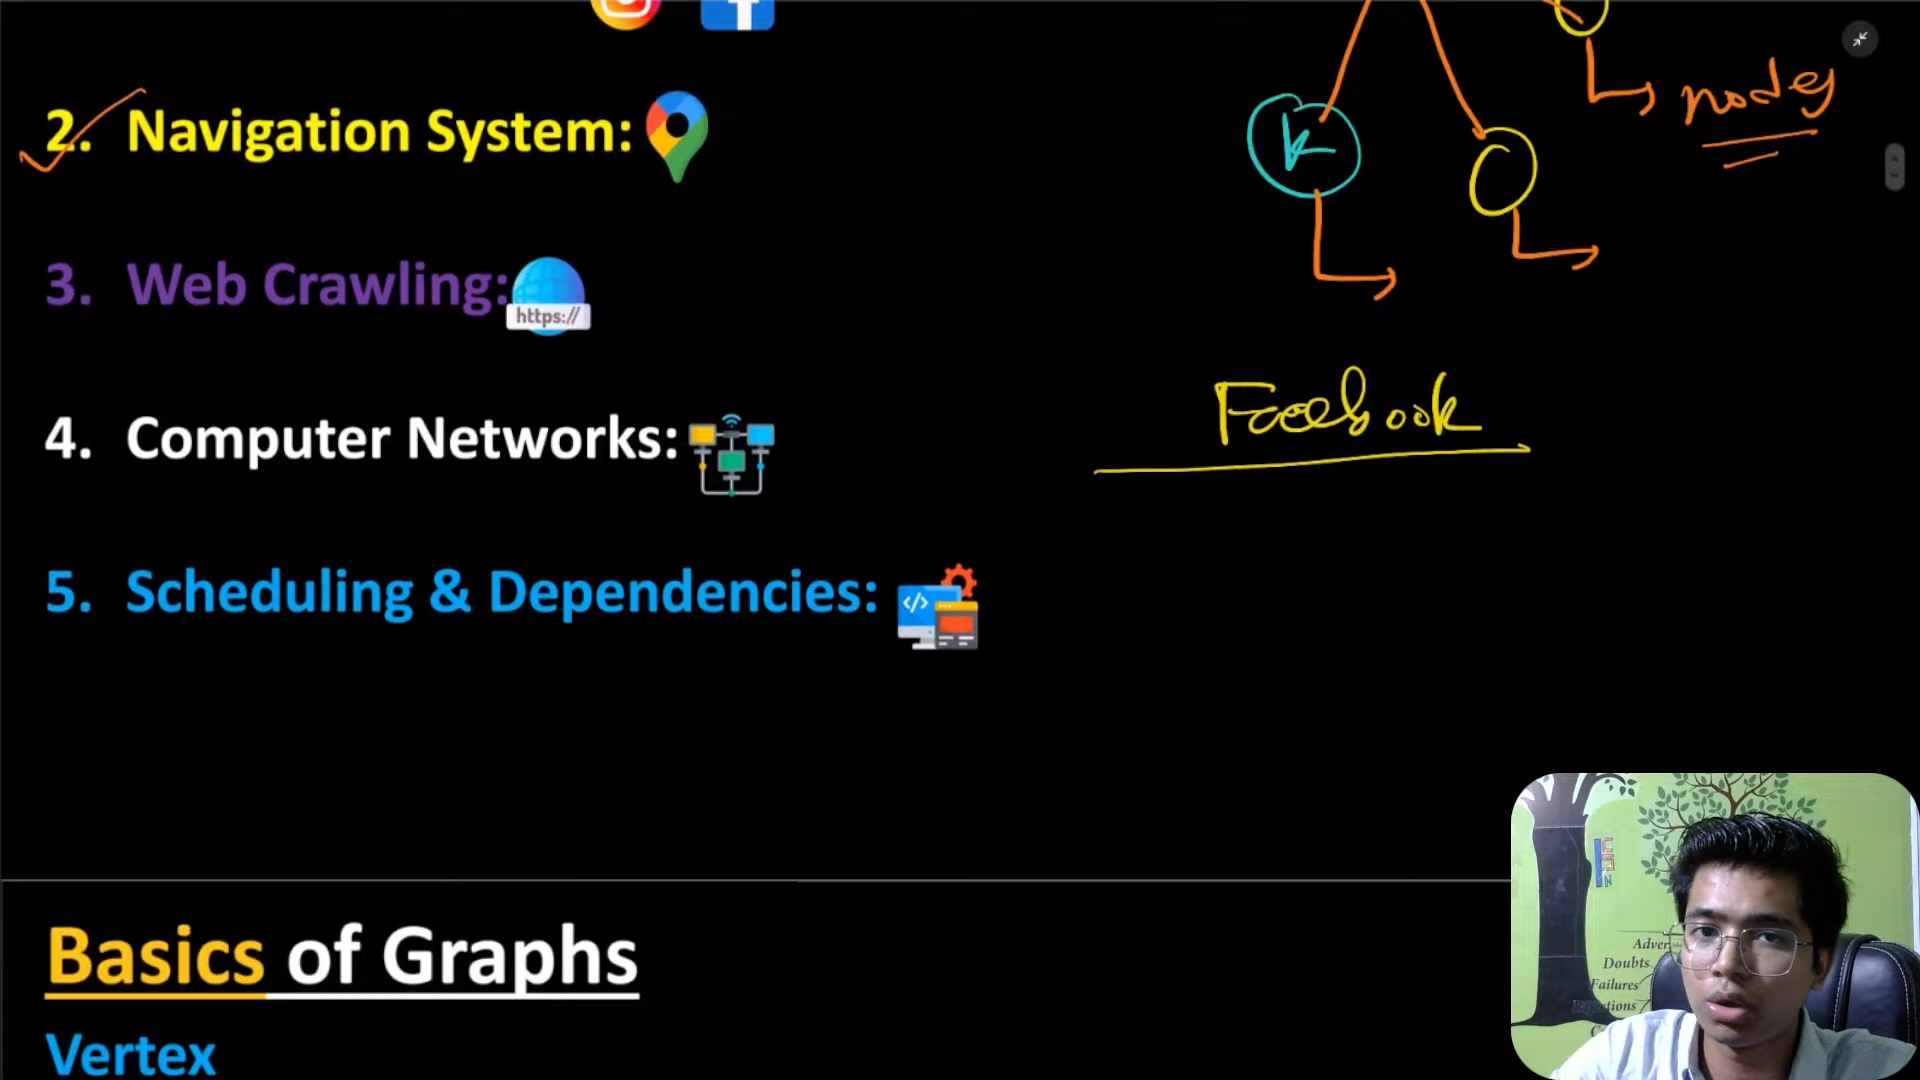 2. Navigation System:
nodes
K
3. Web Crawling:
https://
Facebook
4. Computer Networks:
5. Scheduling & Dependencies:
</>
Basics of Graphs
Vertex
Doubts
Failures